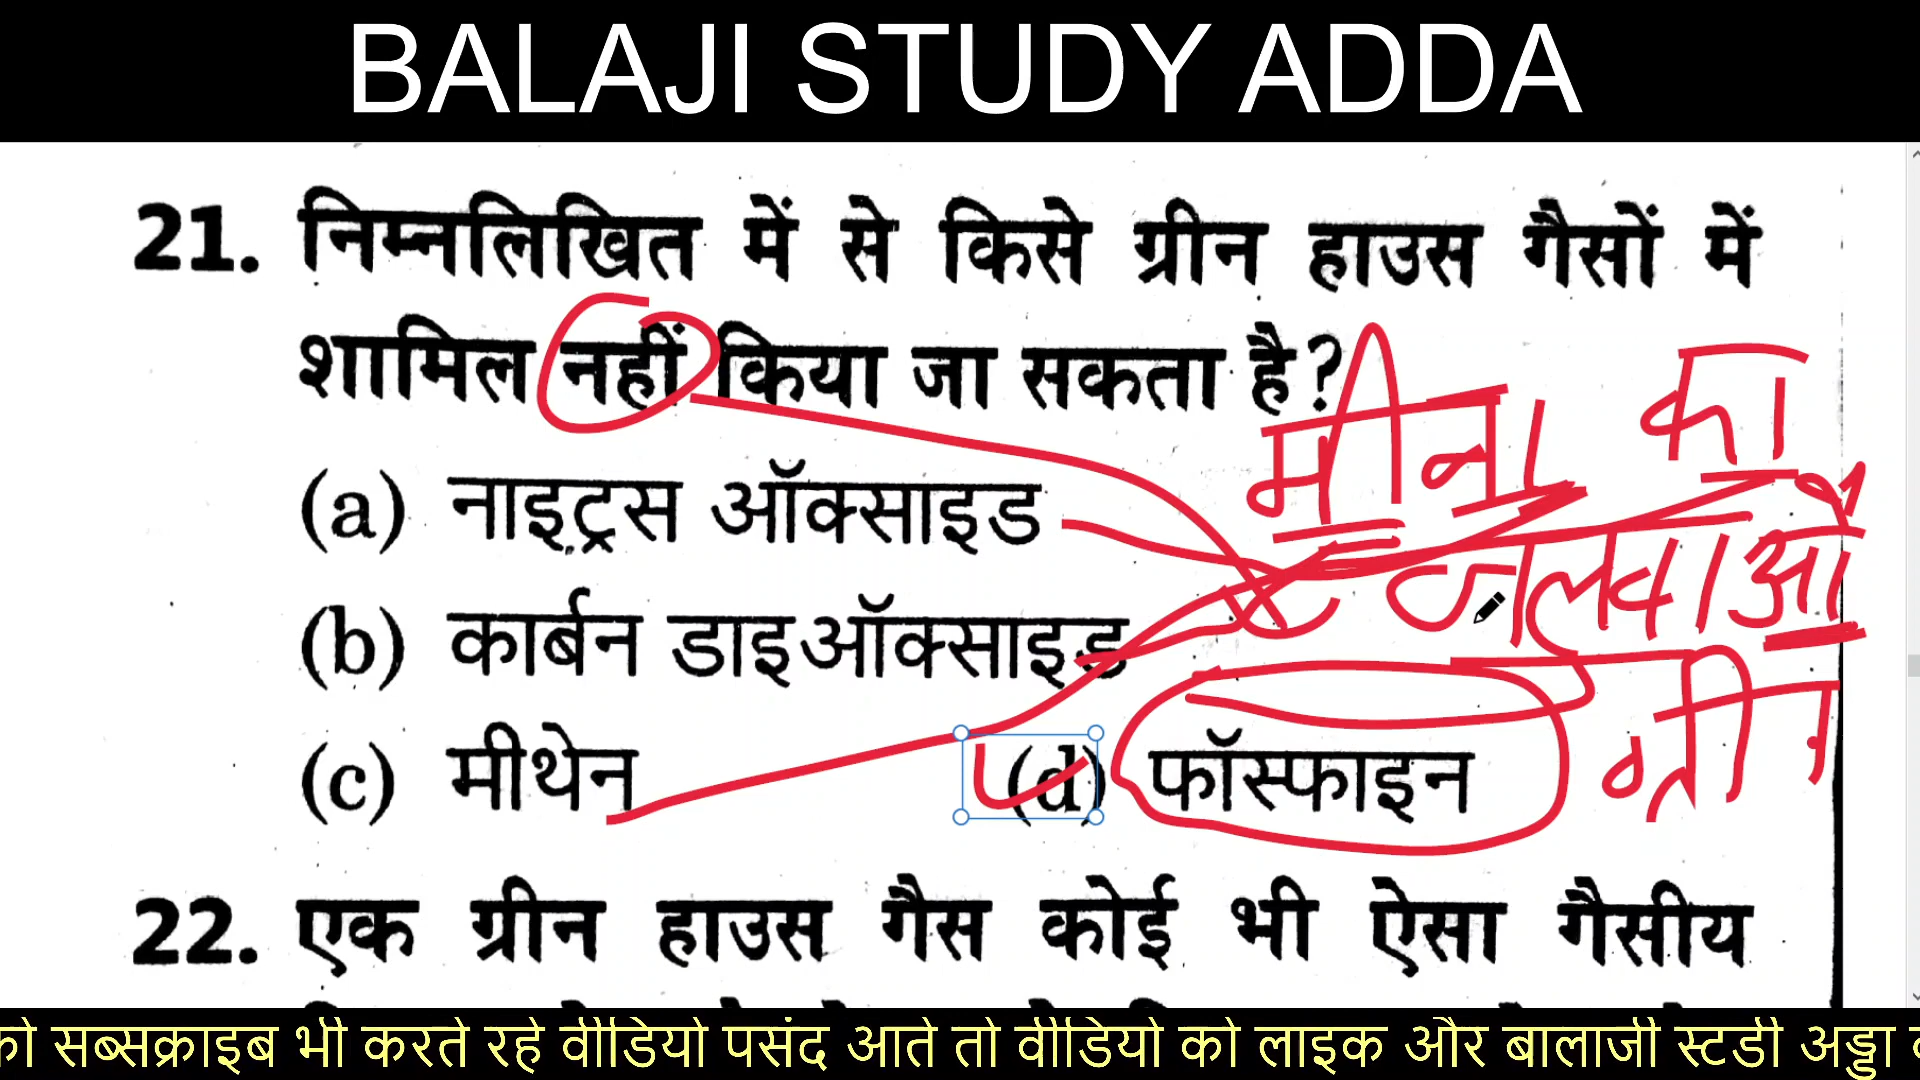 BALAJI STUDY ADDA
21. निम्नलिखित में से किसे ग्रीन हाउस गैसों में
शामिल नहीं किया जा सकता है?
मीना का
(a) नाइट्रस ऑक्साइड
जलवाओ
(b) कार्बन डाइऑक्साइड
ग्रीन
(c) मीथेन (d) फॉस्फाइन
22. एक ग्रीन हाउस गैस कोई भी ऐसा गैसीय
को सब्सक्राइब भी करते रहे वीडियो पसंद आते तो वीडियो को लाइक और बालाजी स्टडी अड्डा